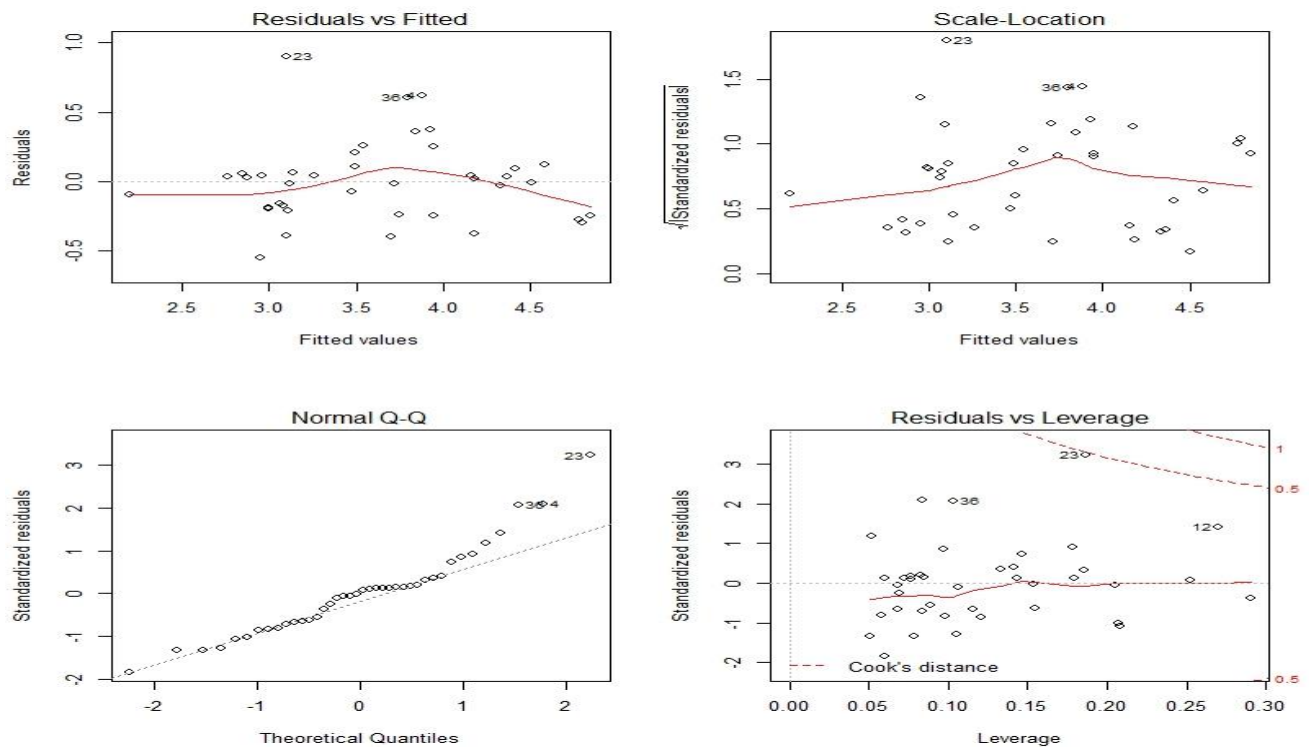 Residuals vs Fitted
Residuals
1.0
0.5
0.0
-0.5
23
36 4
2.5 3.0 3.5 4.0 4.5
Fitted values
Scale-Location
√|Standardized residuals|
1.5
1.0
0.5
0.0
23
36 4
2.5 3.0 3.5 4.0 4.5
Fitted values
Normal Q-Q
Standardized residuals
3
2
1
0
-1
-2
23
36 4
-2 -1 0 1 2
Theoretical Quantiles
Residuals vs Leverage
Standardized residuals
3
2
1
0
-1
-2
23
36
12
1
0.5
0.5
Cook's distance
0.00 0.05 0.10 0.15 0.20 0.25 0.30
Leverage